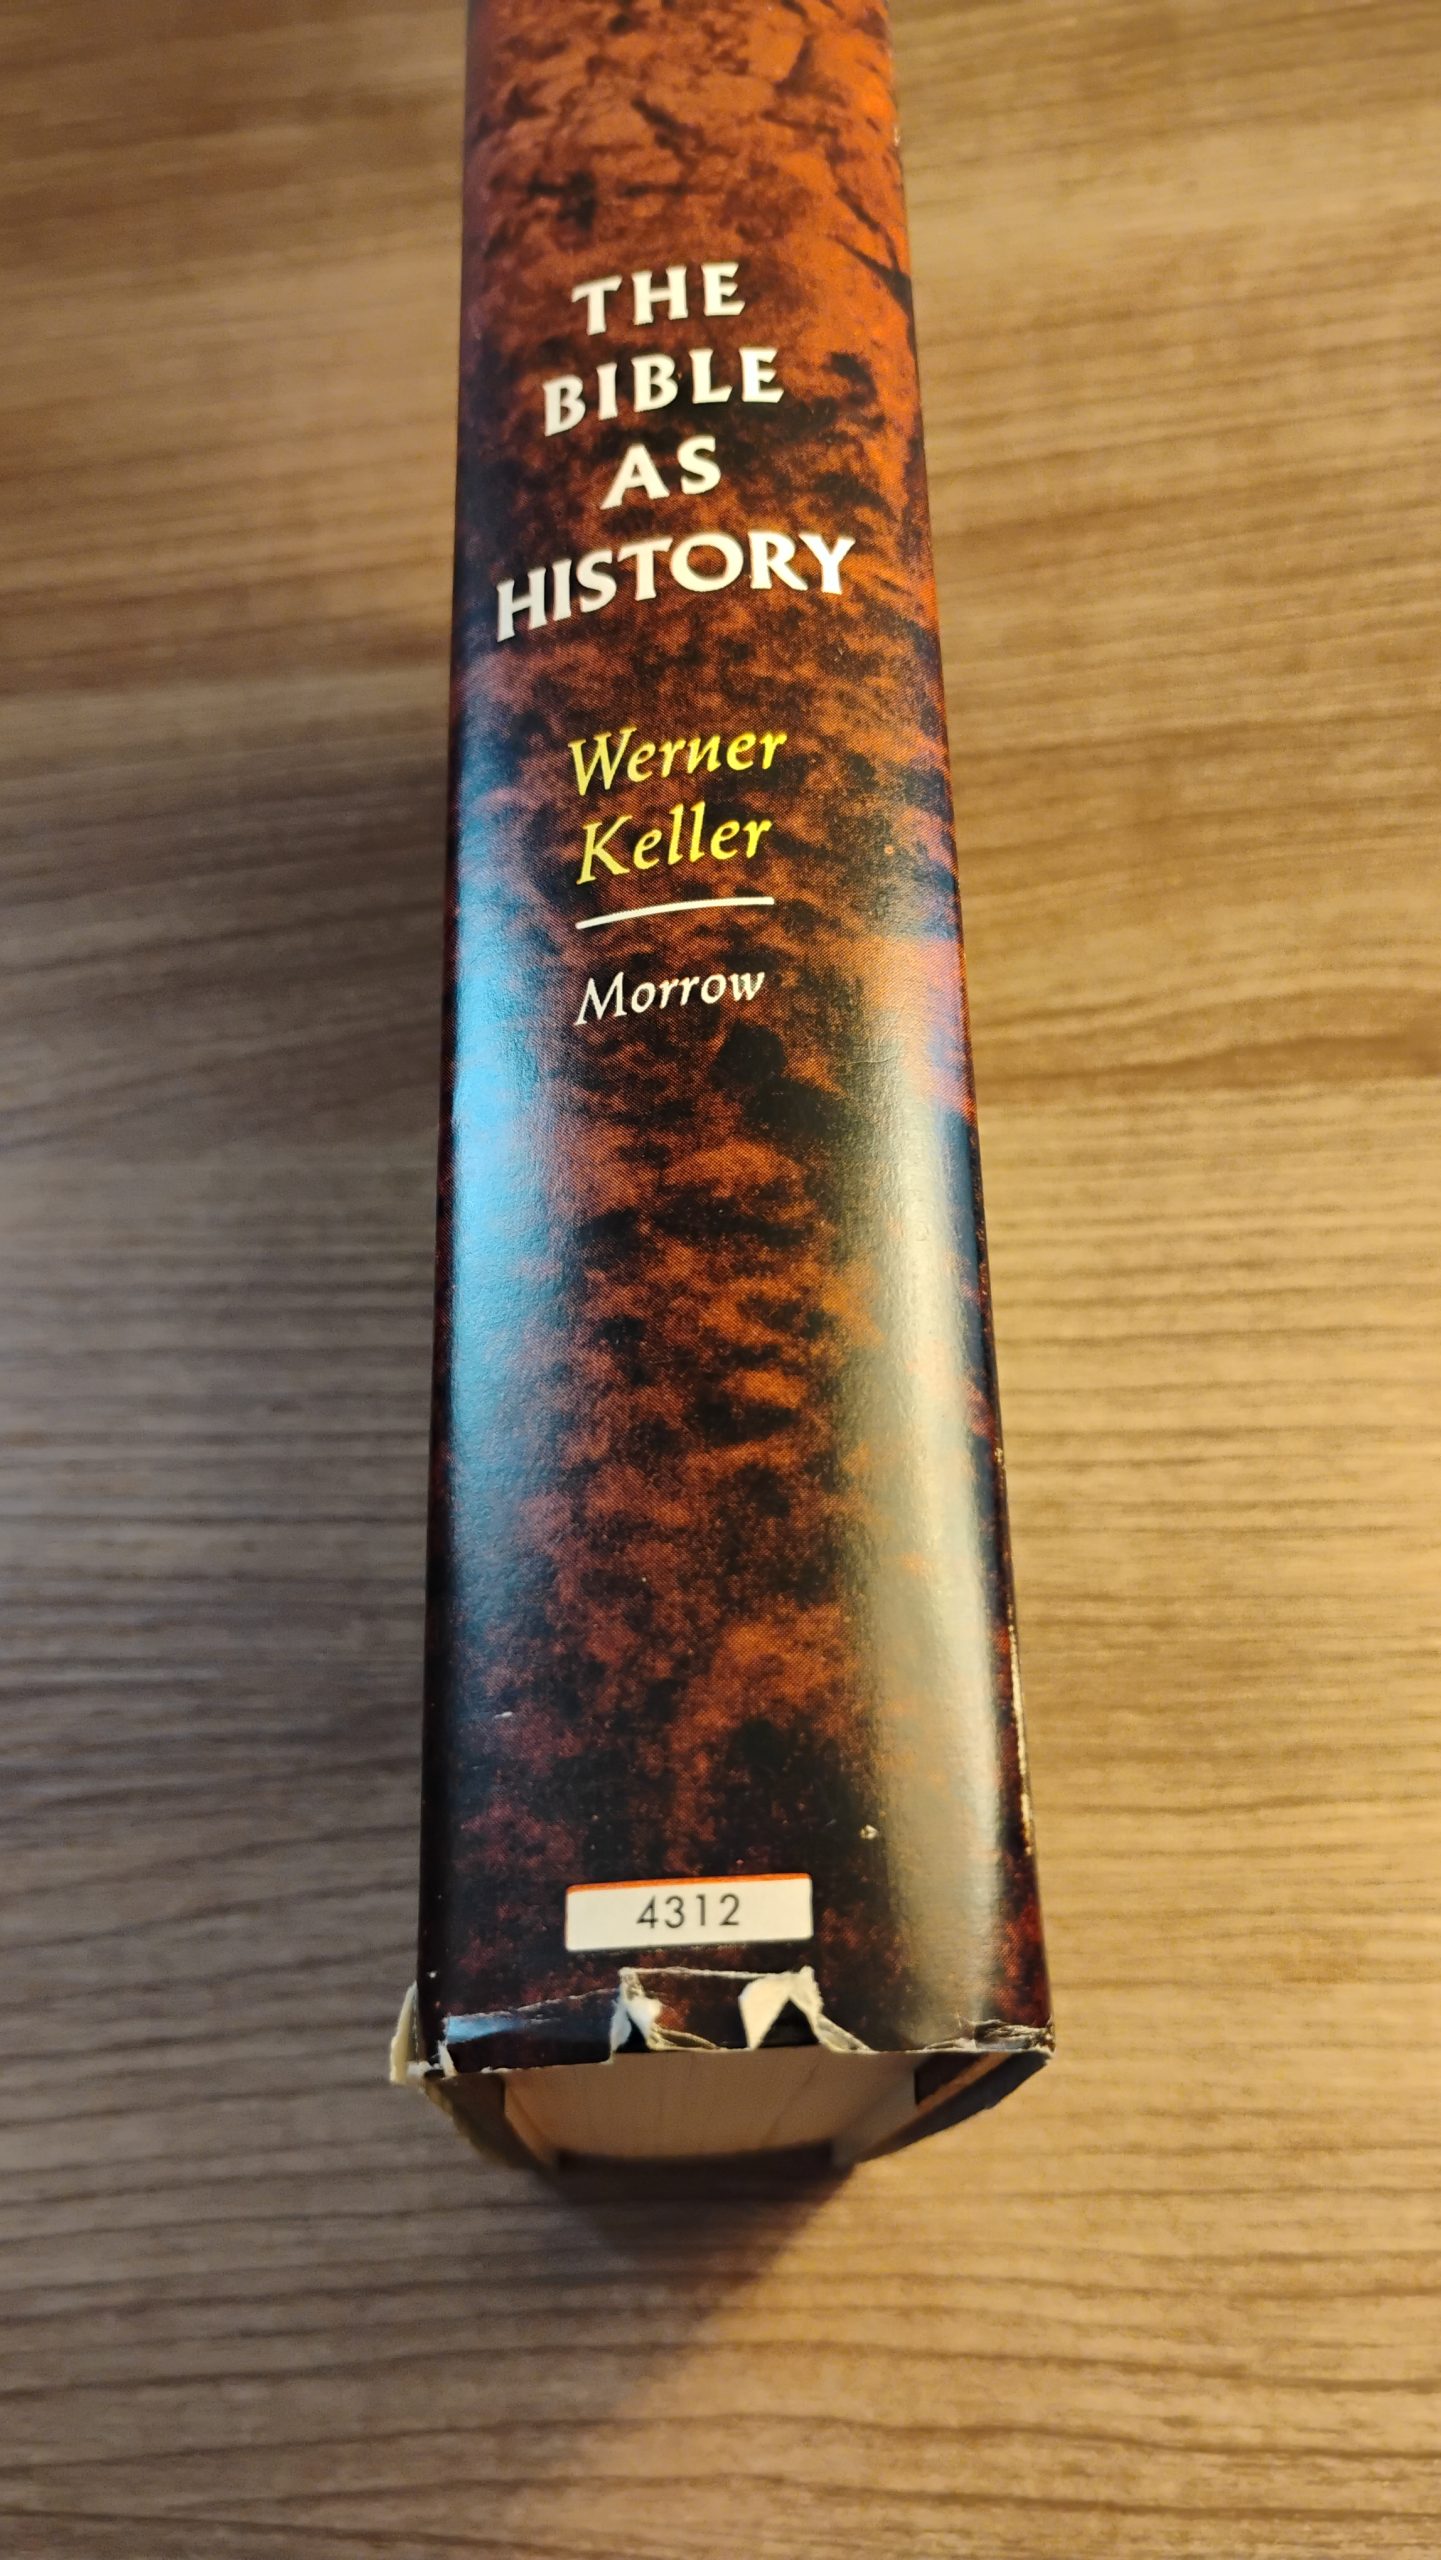 THE
BIBLE
AS
HISTORY
Werner
Keller
Morrow
4312